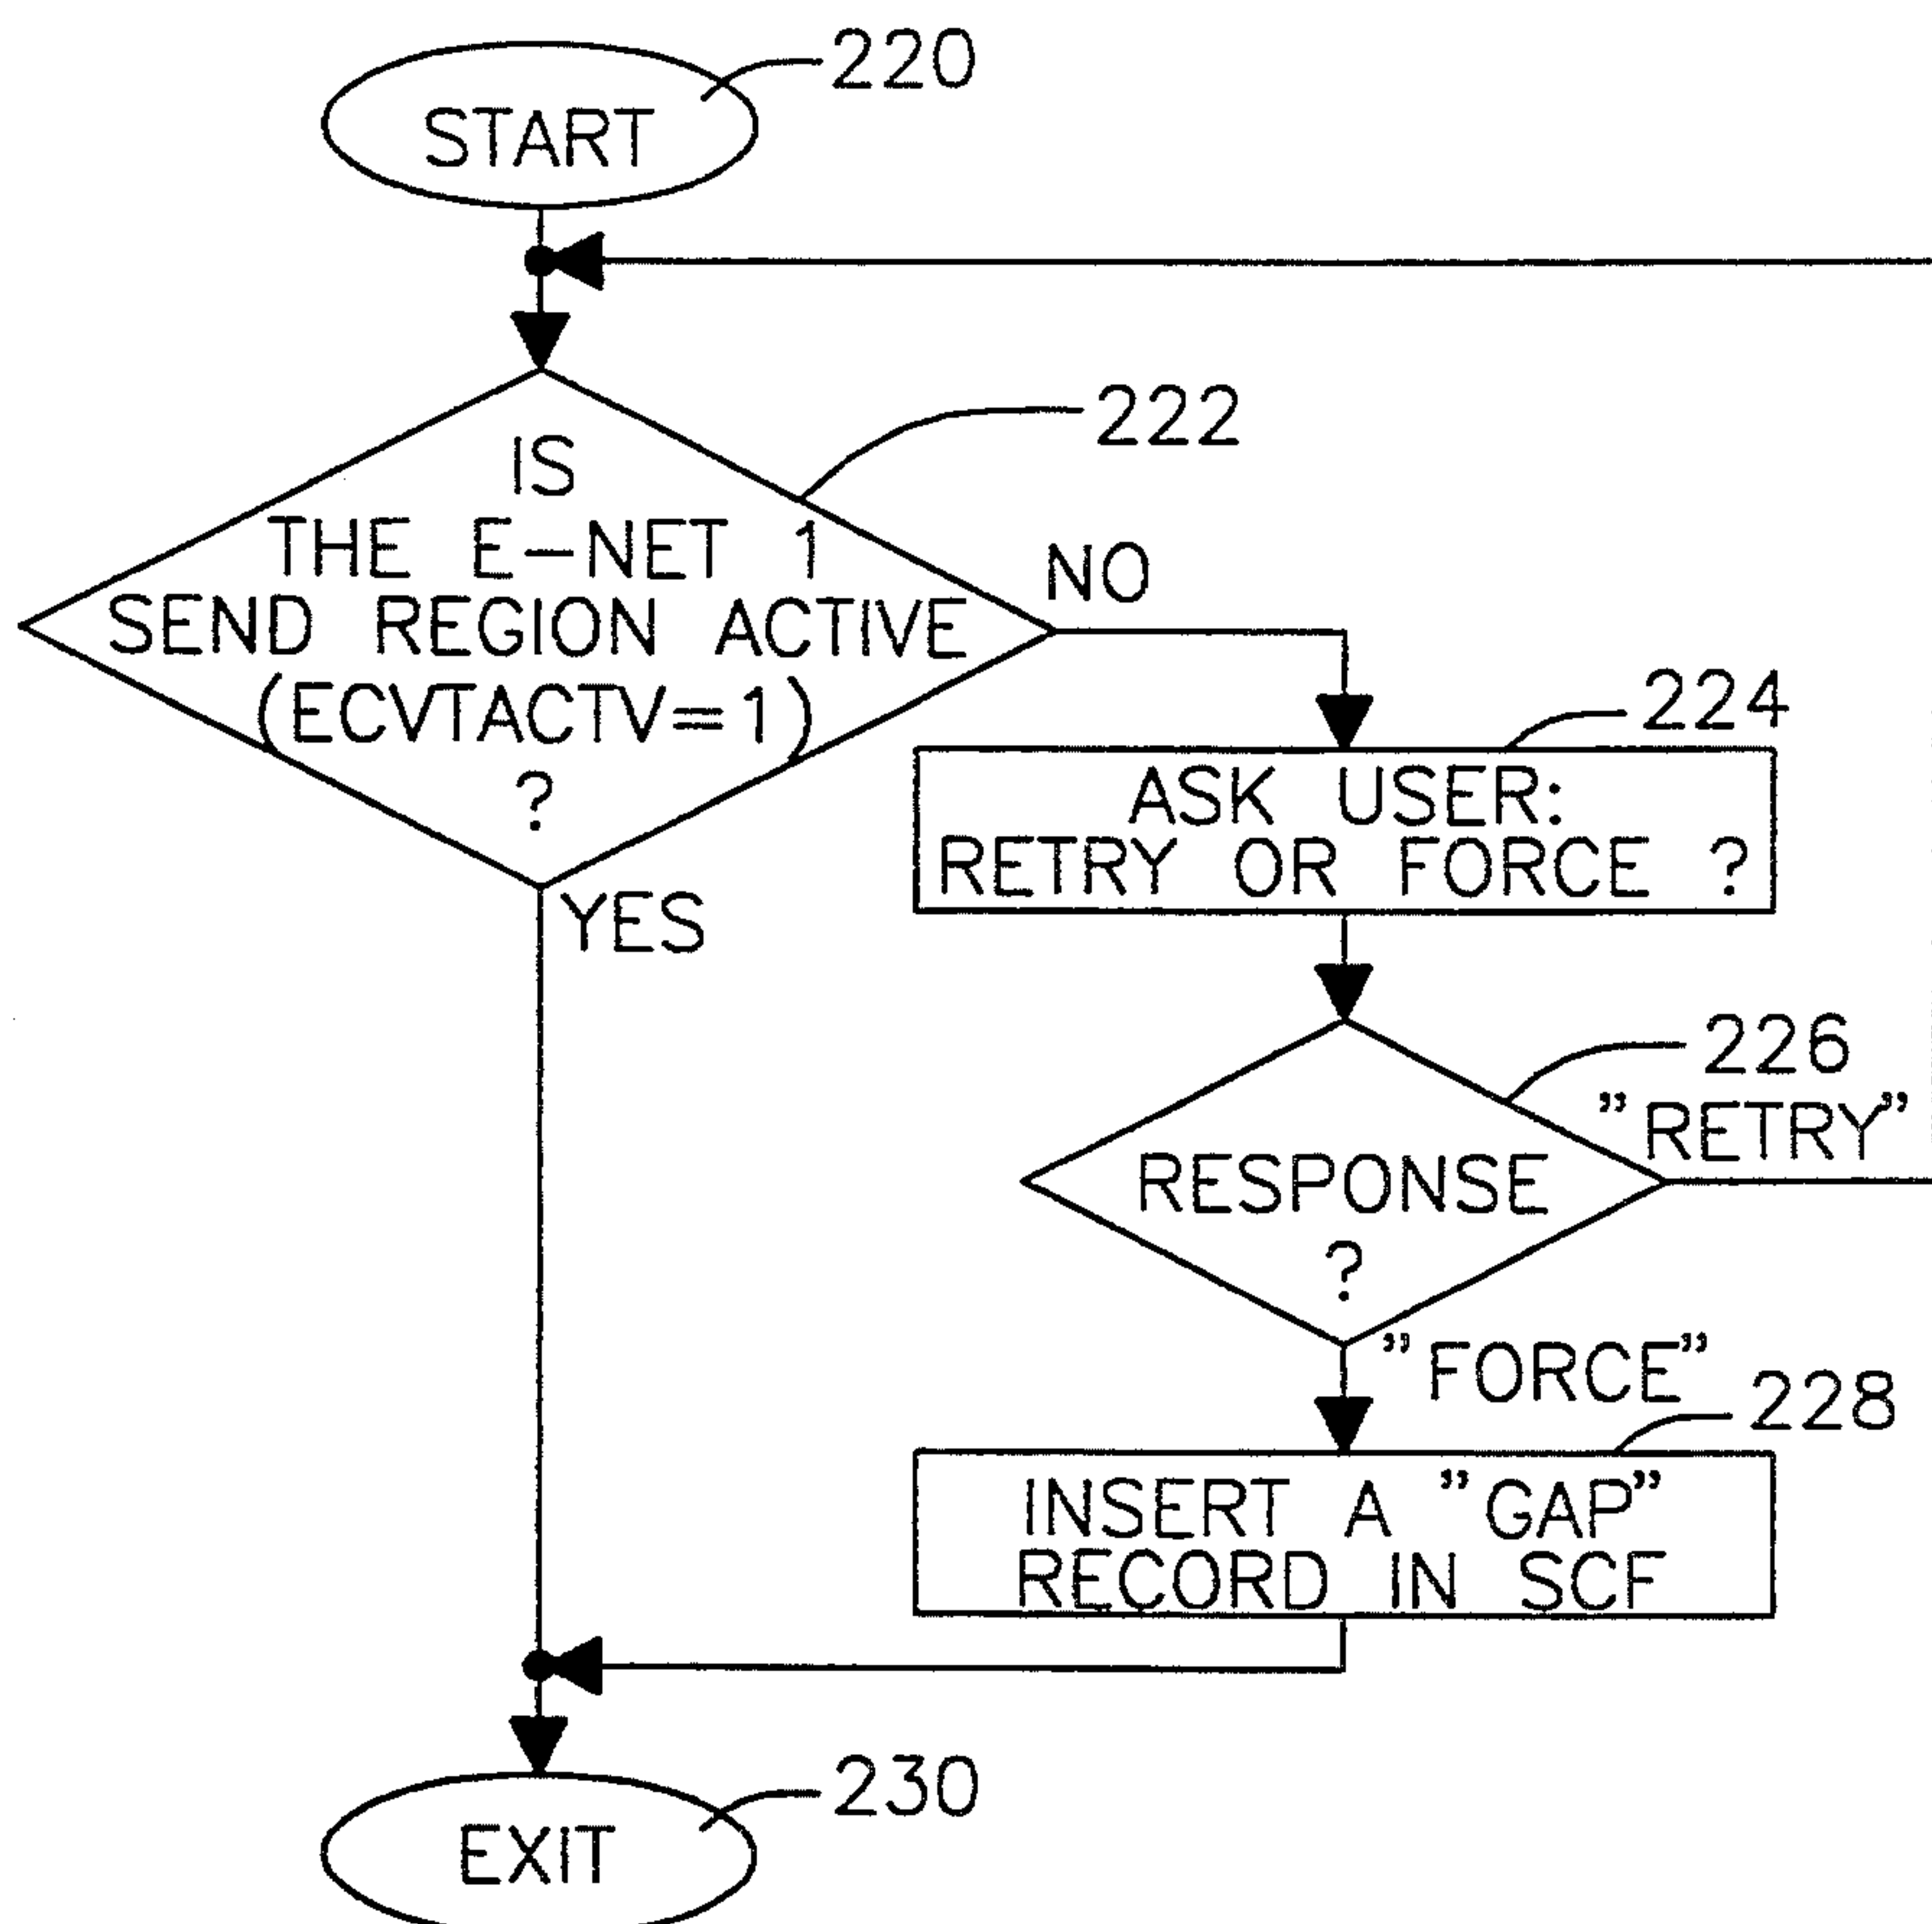 220
START
222
IS
THE E-NET 1
SEND REGION ACTIVE
(ECVTACTV=1)
?
NO
YES
224
ASK USER:
RETRY OR FORCE ?
226
"RETRY"
RESPONSE
?
"FORCE"
228
INSERT A "GAP"
RECORD IN SCF
230
EXIT